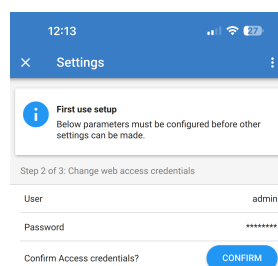 12:13
27
Settings
First use setup
Below parameters must be configured before other
settings can be made.
Step 2 of 3: Change web access credentials
User admin
Password ********
Confirm Access credentials? CONFIRM